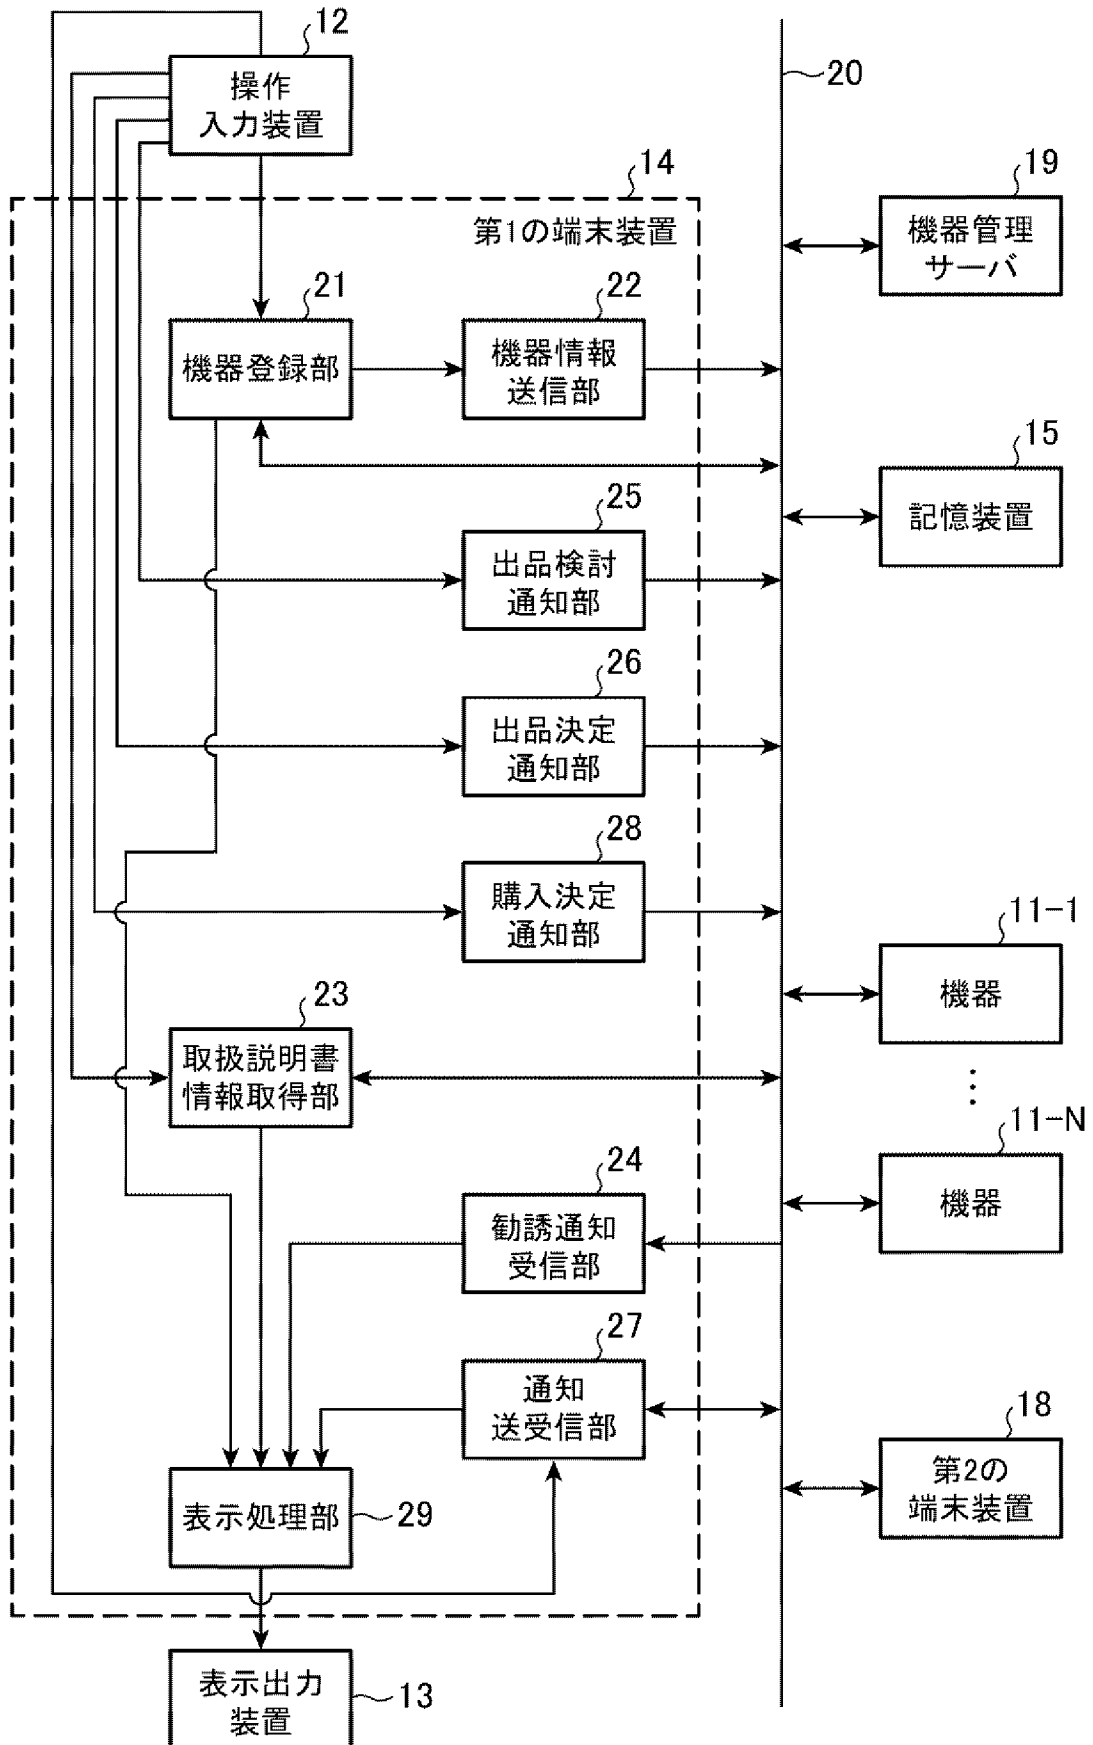 12
操作
入力装置
20
14
第1の端末装置
19
機器管理
サーバ
21
機器登録部
22
機器情報
送信部
15
記憶装置
25
出品検討
通知部
26
出品決定
通知部
28
購入決定
通知部
11-1
機器
⋮
11-N
機器
23
取扱説明書
情報取得部
24
勧誘通知
受信部
27
通知
送受信部
18
第2の
端末装置
表示処理部
29
表示出力
装置
13